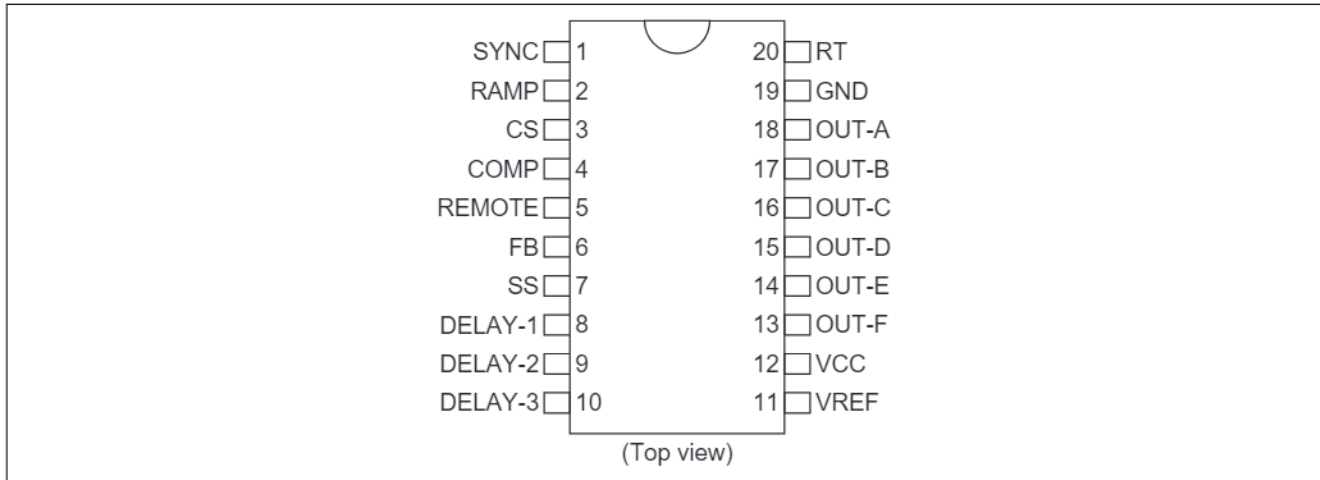 SYNC 1 20 RT
RAMP 2 19 GND
CS 3 18 OUT-A
COMP 4 17 OUT-B
REMOTE 5 16 OUT-C
FB 6 15 OUT-D
SS 7 14 OUT-E
DELAY-1 8 13 OUT-F
DELAY-2 9 12 VCC
DELAY-3 10 11 VREF
(Top view)